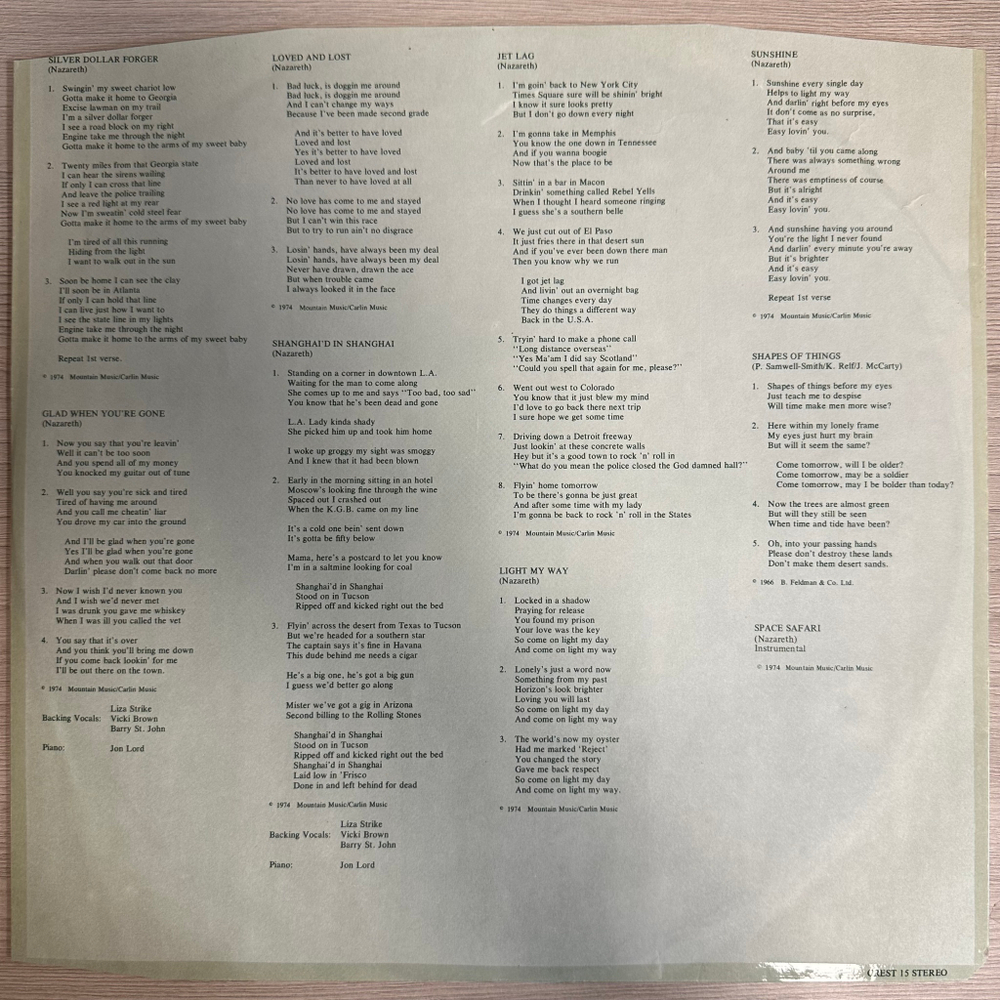 SILVER DOLLAR FORGER
(Nazareth)
1. Swingin' my sweet chariot low
Gotta make it home to Georgia
Excise lawman on my trail
I'm a silver dollar forger
I see a road block on my right
Engine take me through the night
Gotta make it home to the arms of my sweet baby
2. Twenty miles from that Georgia state
I can hear the sirens wailing
If only I can cross that line
And leave the police trailing
I see a red light at my rear
Now I'm sweatin' cold steel fear
Gotta make it home to the arms of my sweet baby
I'm tired of all this running
Hiding from the light
I want to walk out in the sun
3. Soon be home I can see the clay
I'll soon be in Atlanta
If only I can hold that line
I can live just how I want to
I see the state line in my lights
Engine take me through the night
Gotta make it home to the arms of my sweet baby
Repeat 1st verse.
© 1974 Mountain Music/Carlin Music
GLAD WHEN YOU'RE GONE
(Nazareth)
1. Now you say that you're leavin'
Well it can't be too soon
And you spend all of my money
You knocked my guitar out of tune
2. Well you say you're sick and tired
Tired of having me around
And you call me cheatin' liar
You drove my car into the ground
And I'll be glad when you're gone
Yes I'll be glad when you're gone
And when you walk out that door
Darlin' please don't come back no more
3. Now I wish I'd never known you
And I wish we'd never met
I was drunk you gave me whiskey
When I was ill you called the vet
4. You say that it's over
And you think you'll bring me down
If you come back lookin' for me
I'll be out there on the town.
© 1974 Mountain Music/Carlin Music
Liza Strike
Backing Vocals: Vicki Brown
Barry St. John
Piano: Jon Lord
LOVED AND LOST
(Nazareth)
1. Bad luck, is doggin me around
Bad luck, is doggin me around
And I can't change my ways
Because I've been made second grade
And it's better to have loved
Loved and lost
Yes it's better to have loved
Loved and lost
It's better to have loved and lost
Than never to have loved at all
2. No love has come to me and stayed
No love has come to me and stayed
But I can't win this race
But to try to run ain't no disgrace
3. Losin' hands, have always been my deal
Losin' hands, have always been my deal
Never have drawn, drawn the ace
But when trouble came
I always looked it in the face
© 1974 Mountain Music/Carlin Music
SHANGHAI'D IN SHANGHAI
(Nazareth)
1. Standing on a corner in downtown L.A.
Waiting for the man to come along
She comes up to me and says "Too bad, too sad"
You know that he's been dead and gone
L.A. Lady kinda shady
She picked him up and took him home
I woke up groggy my sight was smoggy
And I knew that it had been blown
2. Early in the morning sitting in an hotel
Moscow's looking fine through the wine
Spaced out I crashed out
When the K.G.B. came on my line
It's a cold one bein' sent down
It's gotta be fifty below
Mama, here's a postcard to let you know
I'm in a saltmine looking for coal
Shanghai'd in Shanghai
Stood on in Tucson
Ripped off and kicked right out the bed
3. Flyin' across the desert from Texas to Tucson
But we're headed for a southern star
The captain says it's fine in Havana
This dude behind me needs a cigar
He's a big one, he's got a big gun
I guess we'd better go along
Mister we've got a gig in Arizona
Second billing to the Rolling Stones
Shanghai'd in Shanghai
Stood on in Tucson
Ripped off and kicked right out the bed
Shanghai'd in Shanghai
Laid low in 'Frisco
Done in and left behind for dead
© 1974 Mountain Music/Carlin Music
Liza Strike
Backing Vocals: Vicki Brown
Barry St. John
Piano: Jon Lord
JET LAG
(Nazareth)
1. I'm goin' back to New York City
Times Square sure will be shinin' bright
I know it sure looks pretty
But I don't go down every night
2. I'm gonna take in Memphis
You know the one down in Tennessee
And if you wanna boogie
Now that's the place to be
3. Sittin' in a bar in Macon
Drinkin' something called Rebel Yells
When I thought I heard someone ringing
I guess she's a southern belle
4. We just cut out of El Paso
It just fries there in that desert sun
And if you've ever been down there man
Then you know why we run
I got jet lag
And livin' out an overnight bag
Time changes every day
They do things a different way
Back in the U.S.A.
5. Tryin' hard to make a phone call
"Long distance overseas"
"Yes Ma'am I did say Scotland"
"Could you spell that again for me, please?"
6. Went out west to Colorado
You know that it just blew my mind
I'd love to go back there next trip
I sure hope we get some time
7. Driving down a Detroit freeway
Just lookin' at these concrete walls
Hey but it's a good town to rock 'n' roll in
"What do you mean the police closed the God damned hall?"
8. Flyin' home tomorrow
To be there's gonna be just great
And after some time with my lady
I'm gonna be back to rock 'n' roll in the States
© 1974 Mountain Music/Carlin Music
LIGHT MY WAY
(Nazareth)
1. Locked in a shadow
Praying for release
You found my prison
Your love was the key
So come on light my day
And come on light my way
2. Lonely's just a word now
Something from my past
Horizon's look brighter
Loving you will last
So come on light my day
And come on light my way
3. The world's now my oyster
Had me marked 'Reject'
You changed the story
Gave me back respect
So come on light my day
And come on light my way.
© 1974 Mountain Music/Carlin Music
SUNSHINE
(Nazareth)
1. Sunshine every single day
Helps to light my way
And darlin' right before my eyes
It don't come as no surprise,
That it's easy
Easy lovin' you.
2. And baby 'til you came along
There was always something wrong
Around me
There was emptiness of course
But it's alright
And it's easy
Easy lovin' you.
3. And sunshine having you around
You're the light I never found
And darlin' every minute you're away
But it's brighter
And it's easy
Easy lovin' you.
Repeat 1st verse
© 1974 Mountain Music/Carlin Music
SHAPES OF THINGS
(P. Samwell-Smith/K. Relf/J. McCarty)
1. Shapes of things before my eyes
Just teach me to despise
Will time make men more wise?
2. Here within my lonely frame
My eyes just hurt my brain
But will it seem the same?
Come tomorrow, will I be older?
Come tomorrow, may be a soldier
Come tomorrow, may I be bolder than today?
4. Now the trees are almost green
But will they still be seen
When time and tide have been?
5. Oh, into your passing hands
Please don't destroy these lands
Don't make them desert sands.
© 1966 B. Feldman & Co. Ltd.
SPACE SAFARI
(Nazareth)
Instrumental
© 1974 Mountain Music/Carlin Music
CREST 15 STEREO